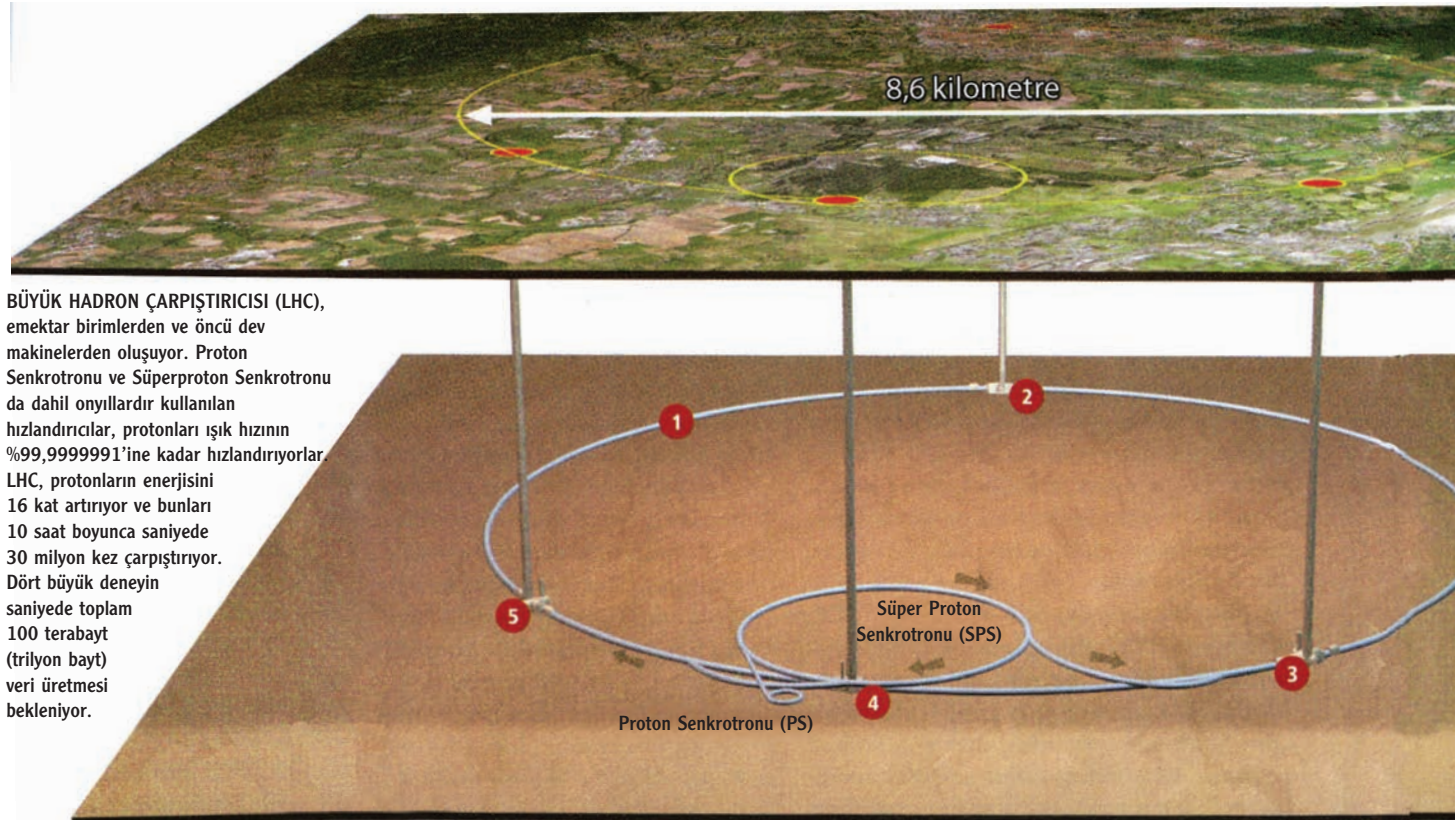 8,6 kilometre
BÜYÜK HADRON ÇARPIŞTIRICISI (LHC),
emektar birimlerden ve öncü dev
makinelerden oluşuyor. Proton
Senkrotronu ve Süperproton Senkrotronu
da dahil onyıllardır kullanılan
hızlandırıcılar, protonları ışık hızının
%99,9999991’ine kadar hızlandırıyorlar.
LHC, protonların enerjisini
16 kat artırıyor ve bunları
10 saat boyunca saniyede
30 milyon kez çarpıştırıyor.
Dört büyük deneyin
saniyede toplam
100 terabayt
(trilyon bayt)
veri üretmesi
bekleniyor.
1
2
5
Süper Proton
Senkrotronu (SPS)
3
4
Proton Senkrotronu (PS)